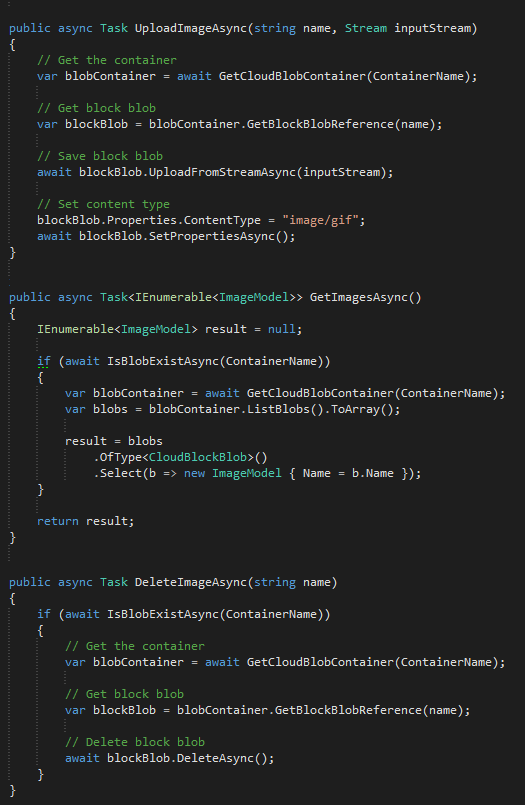 public async Task UploadImageAsync(string name, Stream inputStream)
{
    // Get the container
    var blobContainer = await GetCloudBlobContainer(ContainerName);

    // Get block blob
    var blockBlob = blobContainer.GetBlockBlobReference(name);

    // Save block blob
    await blockBlob.UploadFromStreamAsync(inputStream);

    // Set content type
    blockBlob.Properties.ContentType = "image/gif";
    await blockBlob.SetPropertiesAsync();
}

public async Task<IEnumerable<ImageModel>> GetImagesAsync()
{
    IEnumerable<ImageModel> result = null;

    if (await IsBlobExistAsync(ContainerName))
    {
        var blobContainer = await GetCloudBlobContainer(ContainerName);
        var blobs = blobContainer.ListBlobs().ToArray();

        result = blobs
            .OfType<CloudBlockBlob>()
            .Select(b => new ImageModel { Name = b.Name });
    }

    return result;
}

public async Task DeleteImageAsync(string name)
{
    if (await IsBlobExistAsync(ContainerName))
    {
        // Get the container
        var blobContainer = await GetCloudBlobContainer(ContainerName);

        // Get block blob
        var blockBlob = blobContainer.GetBlockBlobReference(name);

        // Delete block blob
        await blockBlob.DeleteAsync();
    }
}